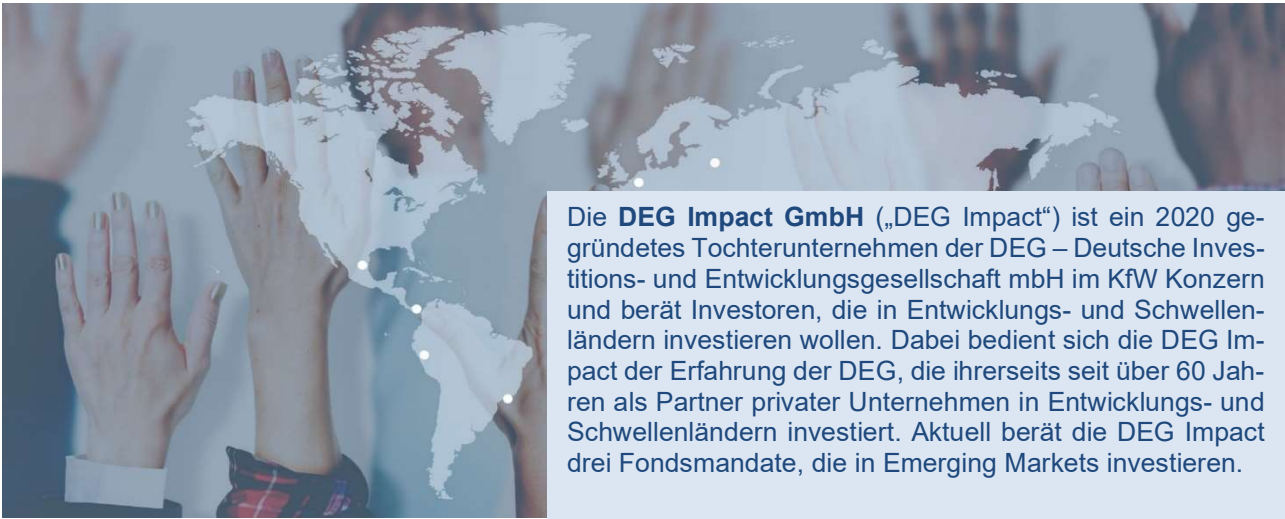 Die DEG Impact GmbH („DEG Impact“) ist ein 2020 ge-
gründetes Tochterunternehmen der DEG – Deutsche Inves-
titions- und Entwicklungsgesellschaft mbH im KfW Konzern
und berät Investoren, die in Entwicklungs- und Schwellen-
ländern investieren wollen. Dabei bedient sich die DEG Im-
pact der Erfahrung der DEG, die ihrerseits seit über 60 Jah-
ren als Partner privater Unternehmen in Entwicklungs- und
Schwellenländern investiert. Aktuell berät die DEG Impact
drei Fondsmandate, die in Emerging Markets investieren.